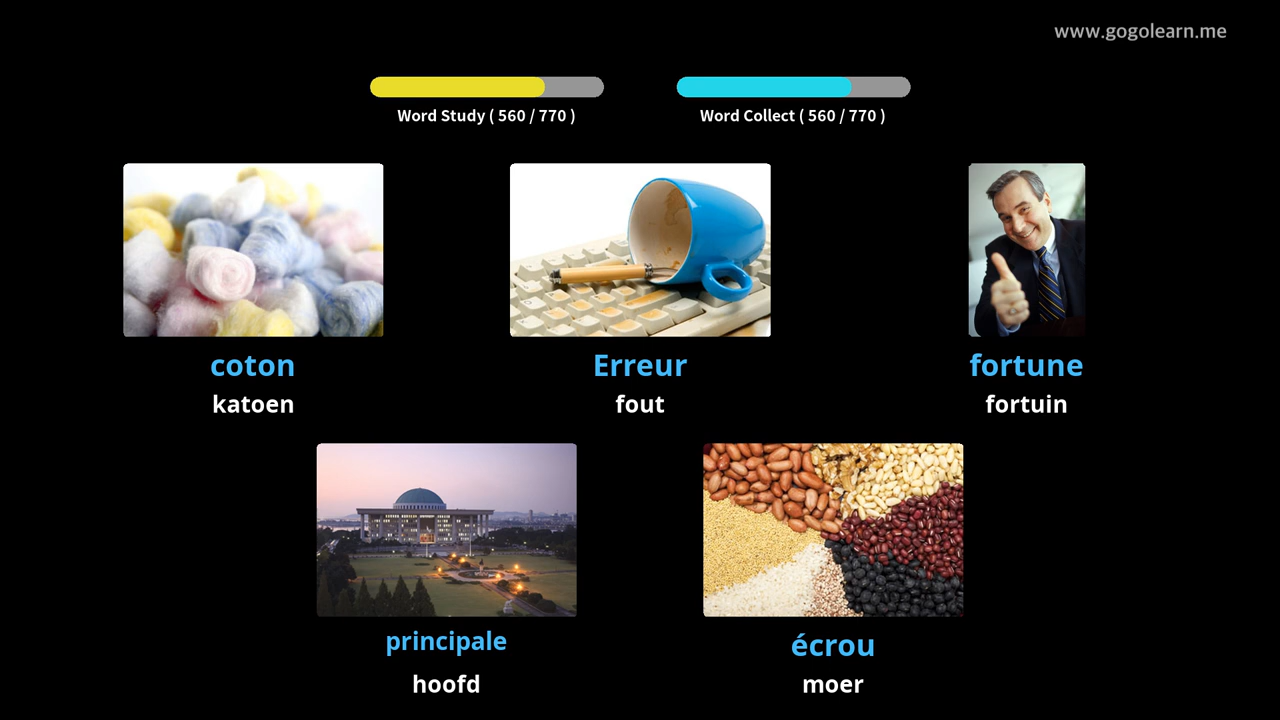 www.gogolearn.me
Word Study ( 560 / 770 )
Word Collect ( 560 / 770 )
coton
katoen
Erreur
fout
fortune
fortuin
principale
hoofd
écrou
moer